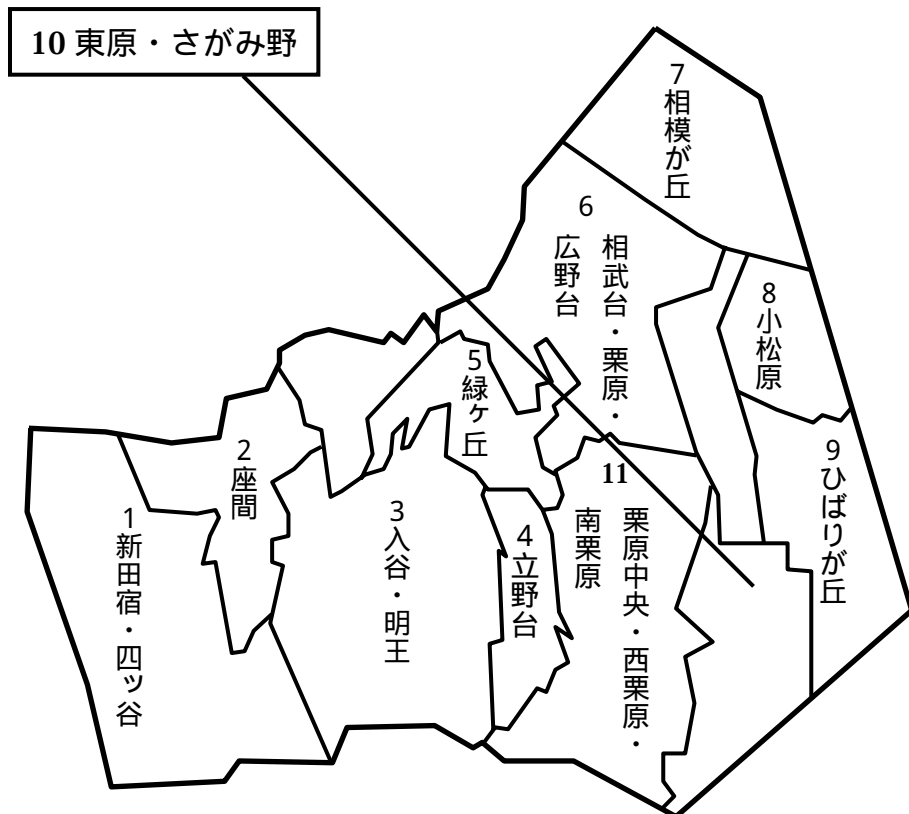 10 東原・さがみ野
7相模が丘
6
相武台・栗原・
広野台
8小松原
5緑ヶ丘
9ひばりが丘
2座間
11
栗原中央・西栗原・
南栗原
3入谷・明王
4立野台
1新田宿・四ッ谷